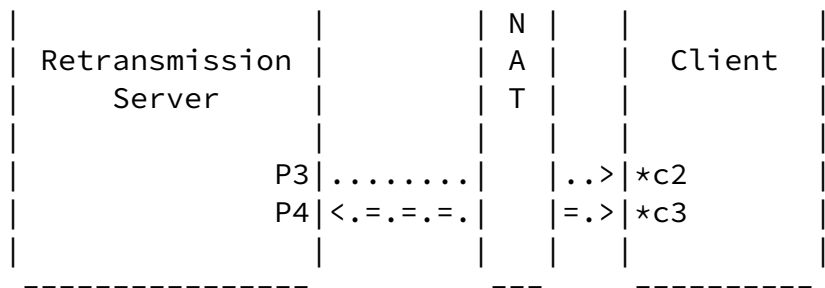 |                |        | N |   |          |
| Retransmission |        | A |   |  Client  |
|     Server     |        | T |   |          |
|                |        |   |   |          |
|              P3|........|   |..>|*c2       |
|              P4|<.=.=.=.|   |=.>|*c3       |
|                |        |   |   |          |
 ----------------          ---     ----------